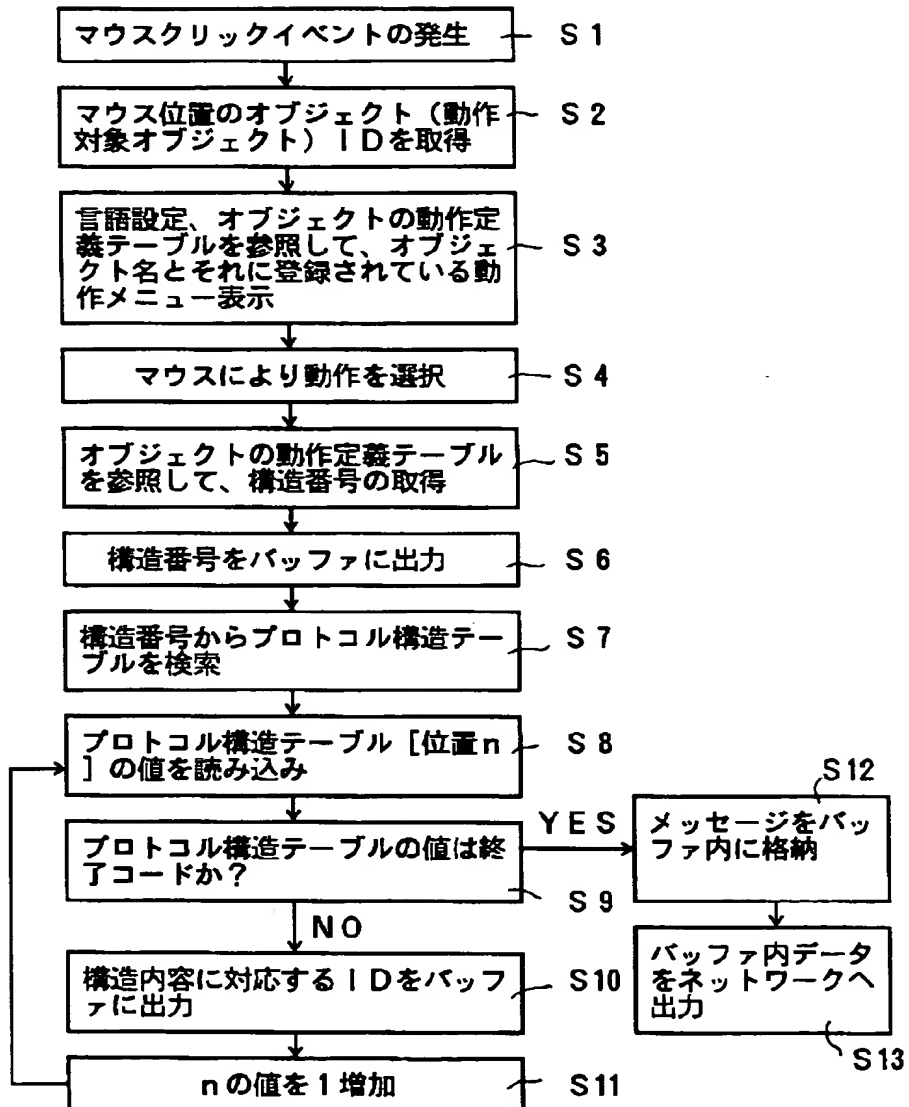 マウスクリックイベントの発生
S1
マウス位置のオブジェクト（動作
対象オブジェクト）IDを取得
S2
言語設定、オブジェクトの動作定
義テーブルを参照して、オブジェ
クト名とそれに登録されている動
作メニュー表示
S3
マウスにより動作を選択
S4
オブジェクトの動作定義テーブル
を参照して、構造番号の取得
S5
構造番号をバッファに出力
S6
構造番号からプロトコル構造テー
ブルを検索
S7
プロトコル構造テーブル［位置n
］の値を読み込み
S8
プロトコル構造テーブルの値は終
了コードか？
S9
YES
NO
構造内容に対応するIDをバッフ
ァに出力
S10
nの値を1増加
S11
S12
メッセージをバッ
ファ内に格納
バッファ内データ
をネットワークへ
出力
S13